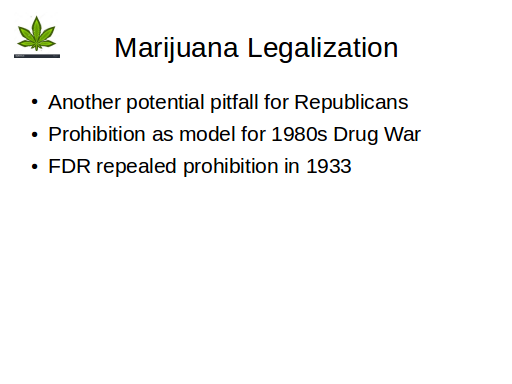 Marijuana Legalization
• Another potential pitfall for Republicans
• Prohibition as model for 1980s Drug War
• FDR repealed prohibition in 1933